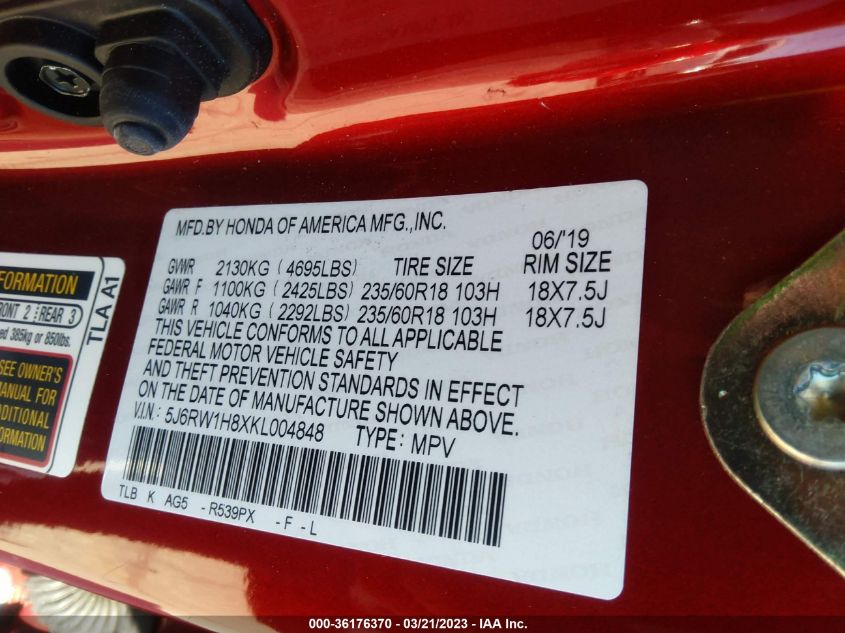 MFD.BY HONDA OF AMERICA MFG.,INC.
06/'19
GVWR 2130KG (4695LBS) TIRE SIZE RIM SIZE
GAWR F 1100KG (2425LBS) 235/60R18 103H 18X7.5J
GAWR R 1040KG (2292LBS) 235/60R18 103H 18X7.5J
THIS VEHICLE CONFORMS TO ALL APPLICABLE
FEDERAL MOTOR VEHICLE SAFETY
AND THEFT PREVENTION STANDARDS IN EFFECT
ON THE DATE OF MANUFACTURE SHOWN ABOVE.
V.I.N.: 5J6RW1H8XKL004848 TYPE: MPV
TLB K AG5 - R539PX - F - L
FORMATION
RONT 2 REAR 3
ed 385kg or 850lbs.
SEE OWNER'S
MANUAL FOR
FORMATION
TLA A1
000-36176370 - 03/21/2023 - IAA Inc.